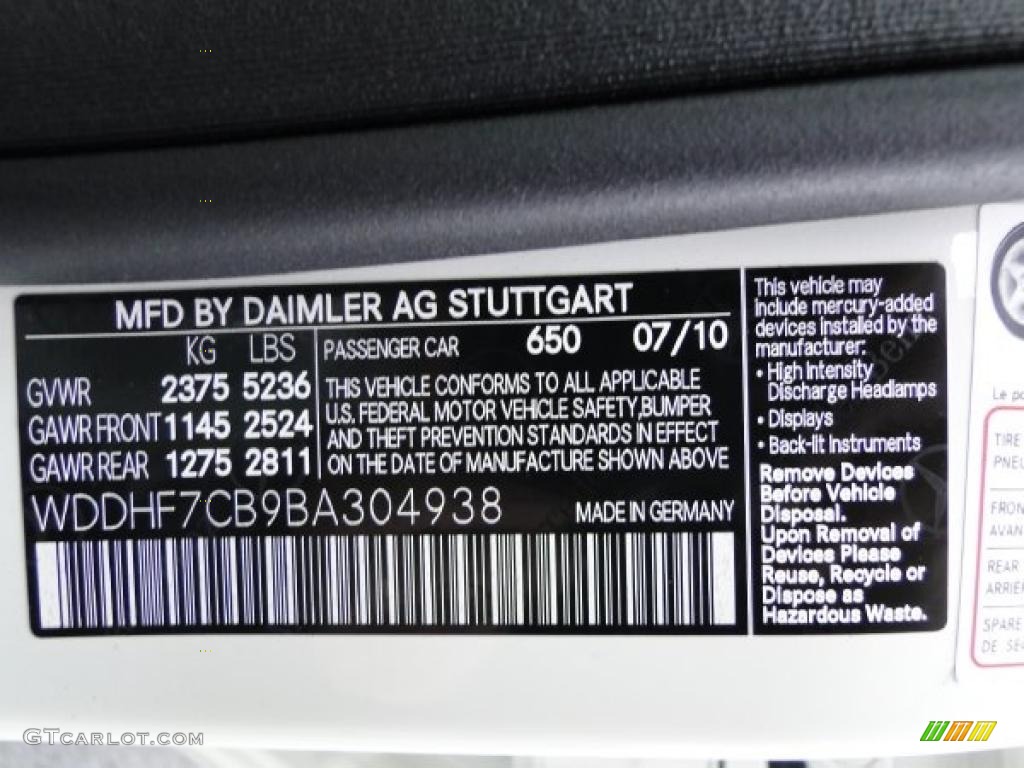 MFD BY DAIMLER AG STUTTGART
KG LBS
GVWR 2375 5236
GAWR FRONT 1145 2524
GAWR REAR 1275 2811
PASSENGER CAR 650 07/10
THIS VEHICLE CONFORMS TO ALL APPLICABLE
U.S. FEDERAL MOTOR VEHICLE SAFETY,BUMPER
AND THEFT PREVENTION STANDARDS IN EFFECT
ON THE DATE OF MANUFACTURE SHOWN ABOVE
WDDHF7CB9BA304938
MADE IN GERMANY
This vehicle may
include mercury-added
devices installed by the
manufacturer:
• High Intensity
Discharge Headlamps
• Displays
• Back-lit Instruments
Remove Devices
Before Vehicle
Disposal.
Upon Removal of
Devices Please
Reuse, Recycle or
Dispose as
Hazardous Waste.
TIRE
REAR
SPARE
GTCARLOT.COM